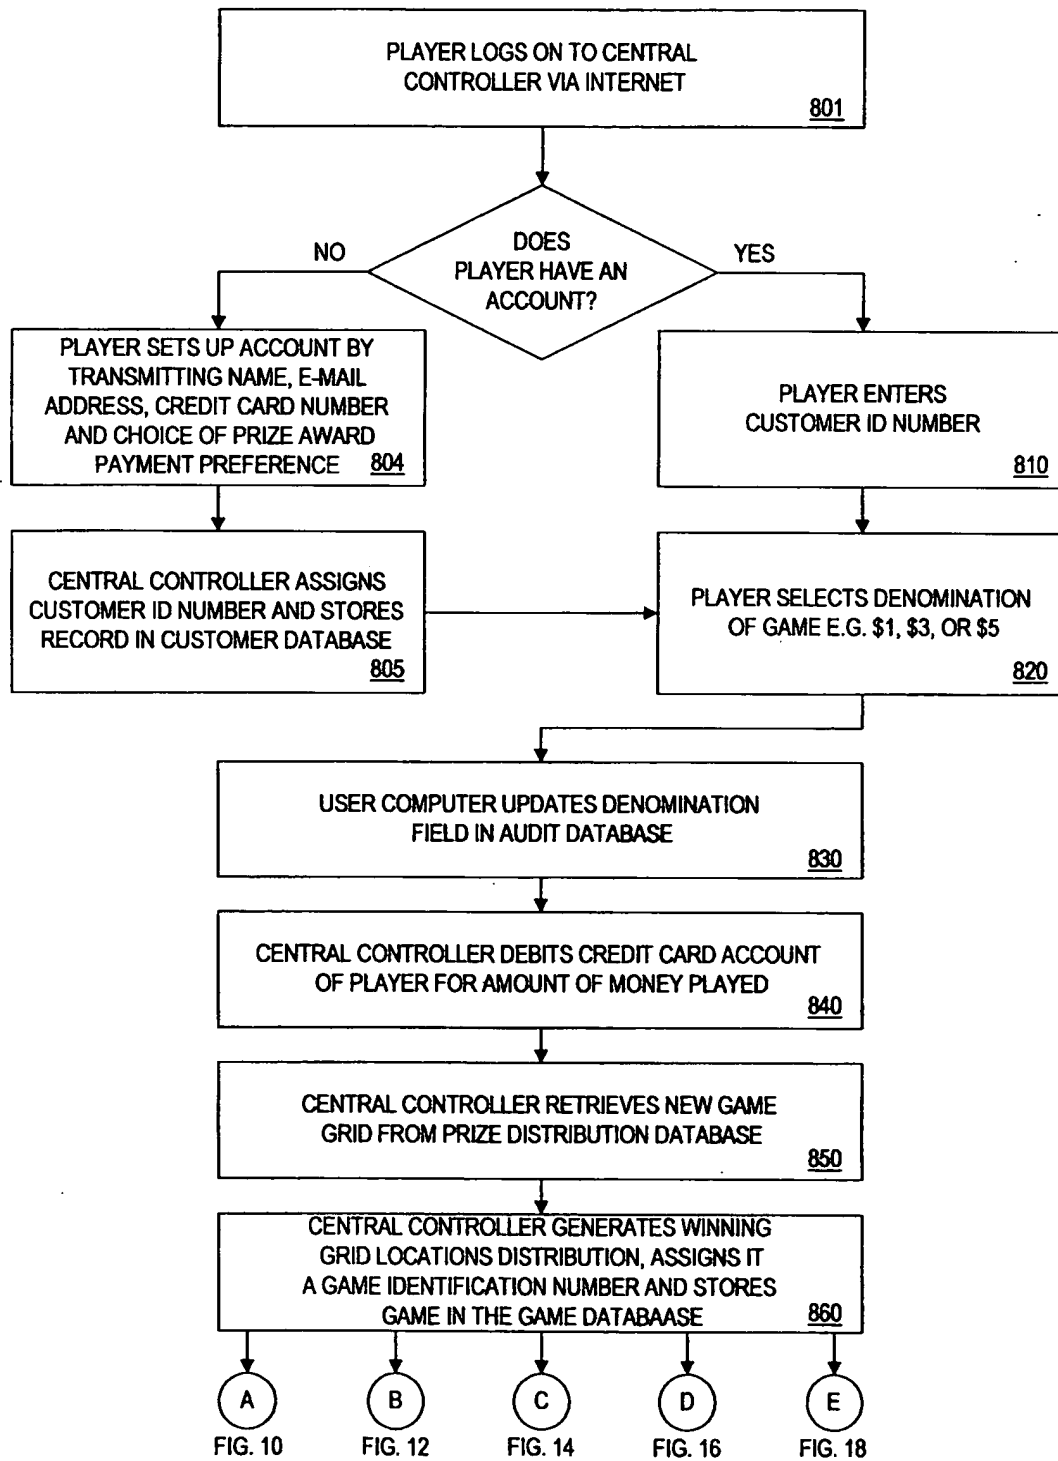 PLAYER LOGS ON TO CENTRAL
CONTROLLER VIA INTERNET
801
DOES
PLAYER HAVE AN
ACCOUNT?
NO
YES
PLAYER SETS UP ACCOUNT BY
TRANSMITTING NAME, E-MAIL
ADDRESS, CREDIT CARD NUMBER
AND CHOICE OF PRIZE AWARD
PAYMENT PREFERENCE 804
PLAYER ENTERS
CUSTOMER ID NUMBER
810
CENTRAL CONTROLLER ASSIGNS
CUSTOMER ID NUMBER AND STORES
RECORD IN CUSTOMER DATABASE
805
PLAYER SELECTS DENOMINATION
OF GAME E.G. $1, $3, OR $5
820
USER COMPUTER UPDATES DENOMINATION
FIELD IN AUDIT DATABASE
830
CENTRAL CONTROLLER DEBITS CREDIT CARD ACCOUNT
OF PLAYER FOR AMOUNT OF MONEY PLAYED
840
CENTRAL CONTROLLER RETRIEVES NEW GAME
GRID FROM PRIZE DISTRIBUTION DATABASE
850
CENTRAL CONTROLLER GENERATES WINNING
GRID LOCATIONS DISTRIBUTION, ASSIGNS IT
A GAME IDENTIFICATION NUMBER AND STORES
GAME IN THE GAME DATABAASE
860
A
B
C
D
E
FIG. 10
FIG. 12
FIG. 14
FIG. 16
FIG. 18